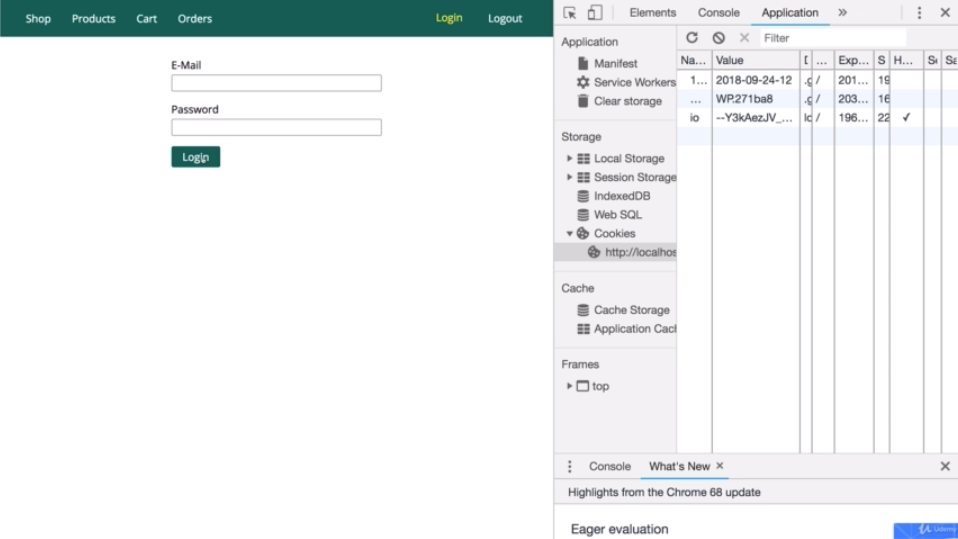 Shop Products Cart Orders Login Logout
E-Mail
Password
Login
Elements Console Application
Filter
Application
Manifest
Service Workers
Clear storage
Storage
Local Storage
Session Storage
IndexedDB
Web SQL
Cookies
http://localhos
Cache
Cache Storage
Application Cacl
Frames
top
Na... Value D ... Exp... S H... Se Sa
1... 2018-09-24-12 .g / 201... 19
... WP.271ba8 .g / 203... 16
io --Y3kAezJV_... lo / 196... 22 ✓
Console What's New
Highlights from the Chrome 68 update
Eager evaluation
Udemy